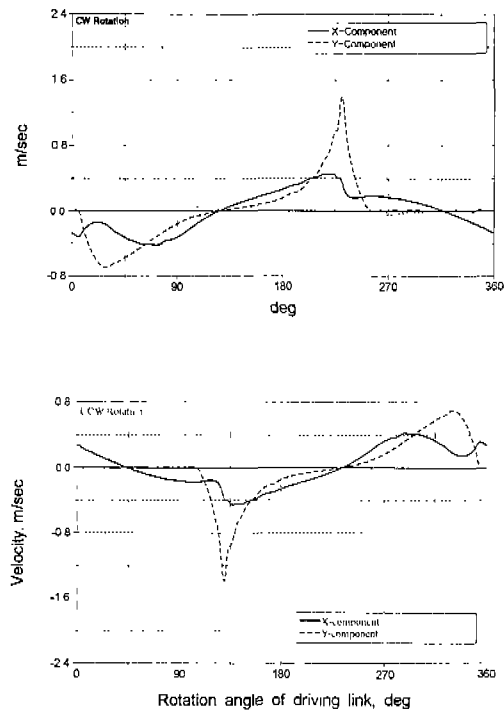 2.4
CW Rotation
X-Component
Y-Component
1.6
m/sec
0.8
0.0
-0.8
0 90 180 270 360
deg
0.8
CCW Rotation
0.0
Velocity, m/sec
-0.8
-1.6
X-component
Y-component
-2.4
0 90 180 270 360
Rotation angle of driving link, deg